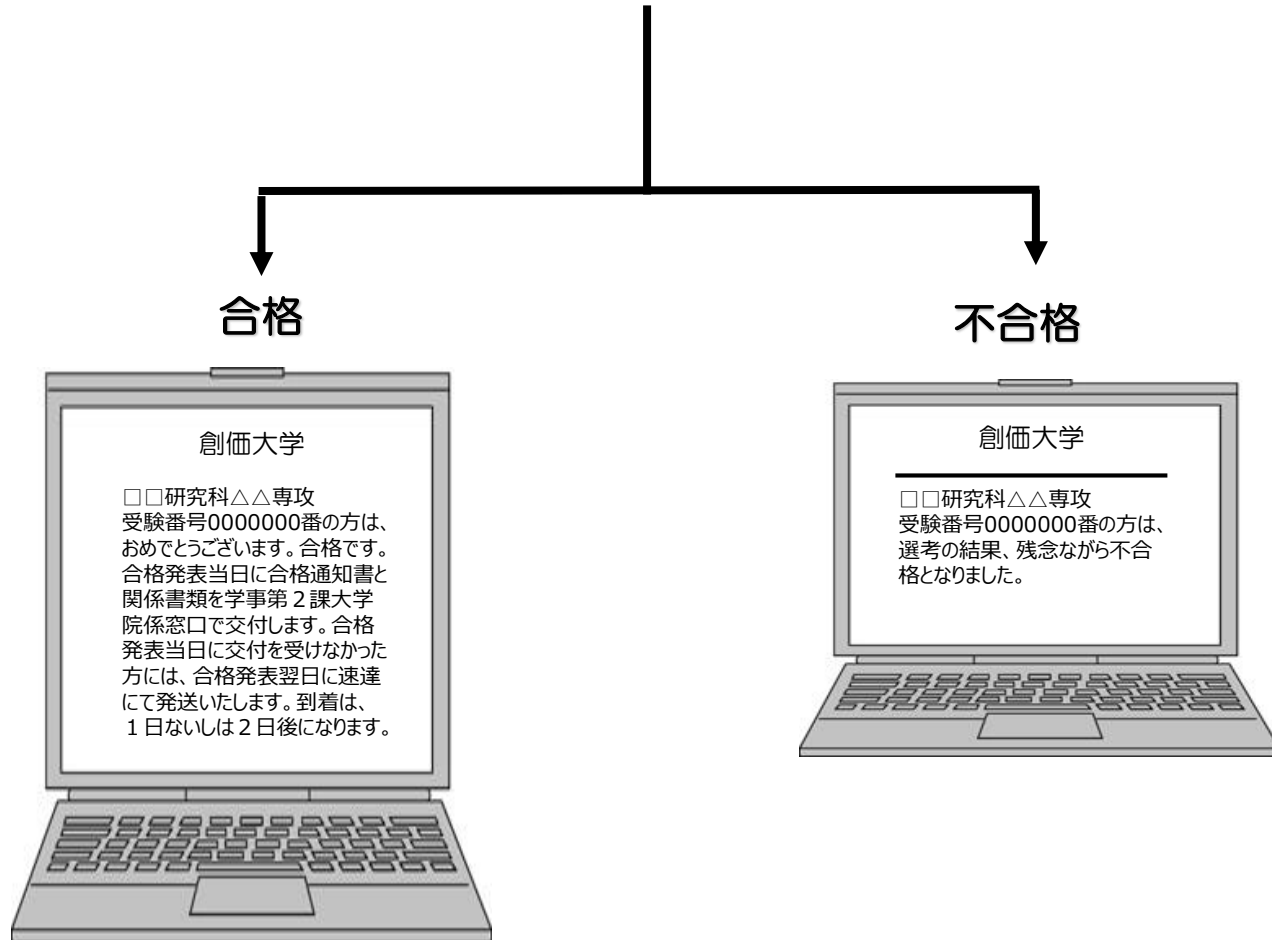 合格
創価大学
□□研究科△△専攻
受験番号0000000番の方は、
おめでとうございます。合格です。
合格発表当日に合格通知書と
関係書類を学事第２課大学
院係窓口で交付します。合格
発表当日に交付を受けなかった
方には、合格発表翌日に速達
にて発送いたします。到着は、
１日ないしは２日後になります。
不合格
創価大学
□□研究科△△専攻
受験番号0000000番の方は、
選考の結果、残念ながら不合
格となりました。